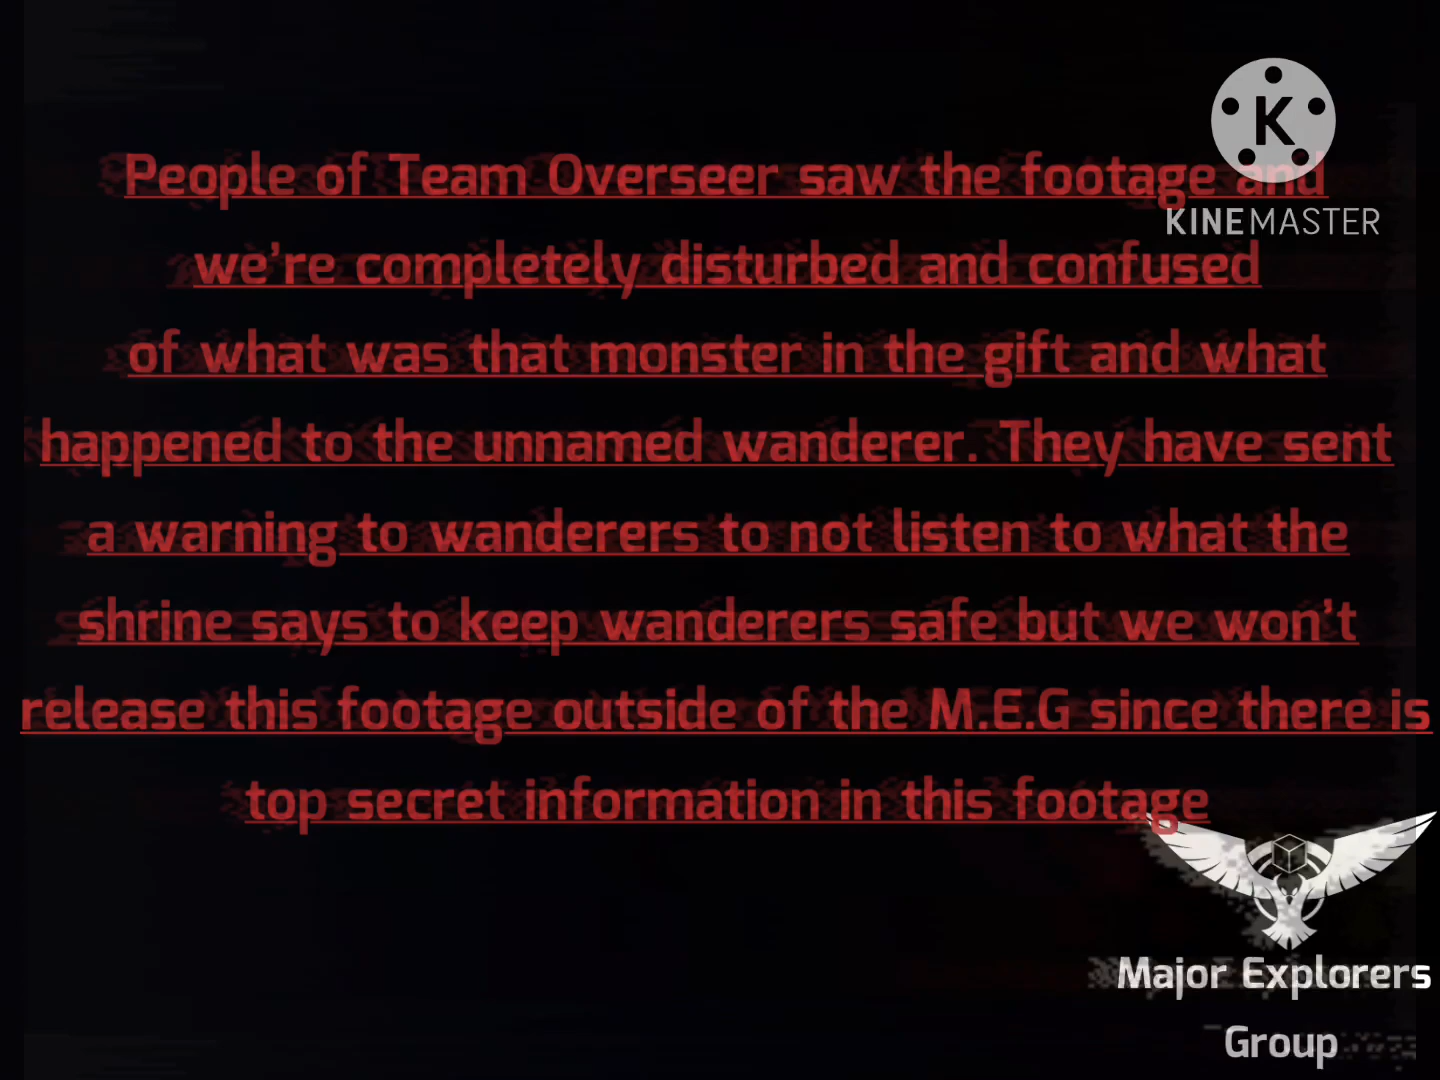 K
KINEMASTER
People of Team Overseer saw the footage and
we’re completely disturbed and confused
of what was that monster in the gift and what
happened to the unnamed wanderer. They have sent
a warning to wanderers to not listen to what the
shrine says to keep wanderers safe but we won’t
release this footage outside of the M.E.G since there is
top secret information in this footage
Major Explorers
Group